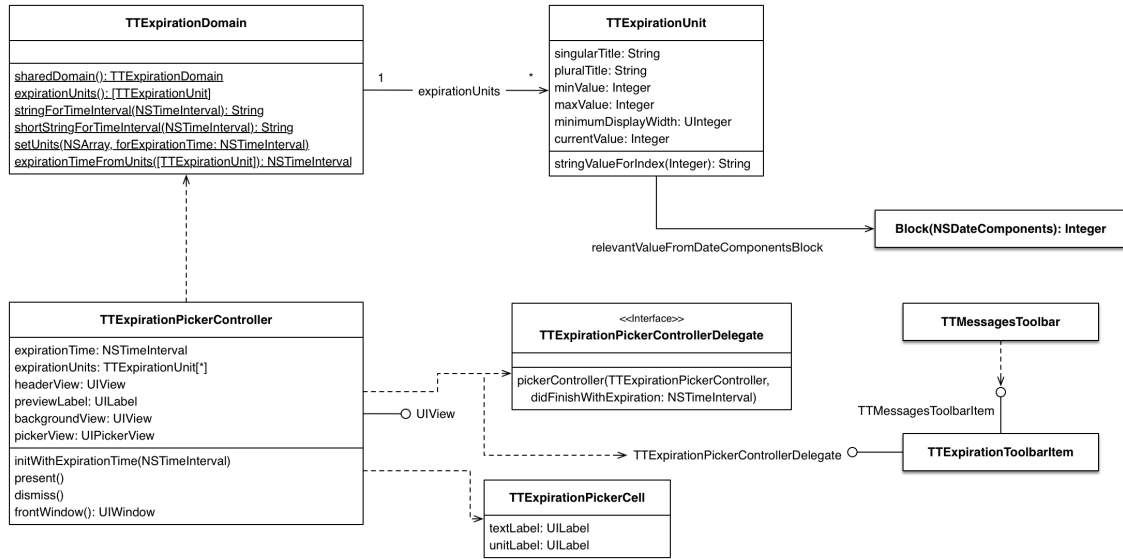 TTExpirationDomain
sharedDomain(): TTExpirationDomain
expirationUnits(): [TTExpirationUnit]
stringForTimeInterval(NSTimeInterval): String
shortStringForTimeInterval(NSTimeInterval): String
setUnits(NSArray, forExpirationTime: NSTimeInterval)
expirationTimeFromUnits([TTExpirationUnit]): NSTimeInterval
1
expirationUnits
*
TTExpirationUnit
singularTitle: String
pluralTitle: String
minValue: Integer
maxValue: Integer
minimumDisplayWidth: UInteger
currentValue: Integer
stringValueForIndex(Integer): String
Block(NSDateComponents): Integer
relevantValueFromDateComponentsBlock
TTExpirationPickerController
expirationTime: NSTimeInterval
expirationUnits: TTExpirationUnit[*]
headerView: UIView
previewLabel: UILabel
backgroundView: UIView
pickerView: UIPickerView
initWithExpirationTime(NSTimeInterval)
present()
dismiss()
frontWindow(): UIWindow
<<Interface>>
TTExpirationPickerControllerDelegate
pickerController(TTExpirationPickerController,
didFinishWithExpiration: NSTimeInterval)
UIView
TTMessagesToolbar
TTMessagesToolbarItem
TTExpirationPickerControllerDelegate
TTExpirationToolbarItem
TTExpirationPickerCell
textLabel: UILabel
unitLabel: UILabel